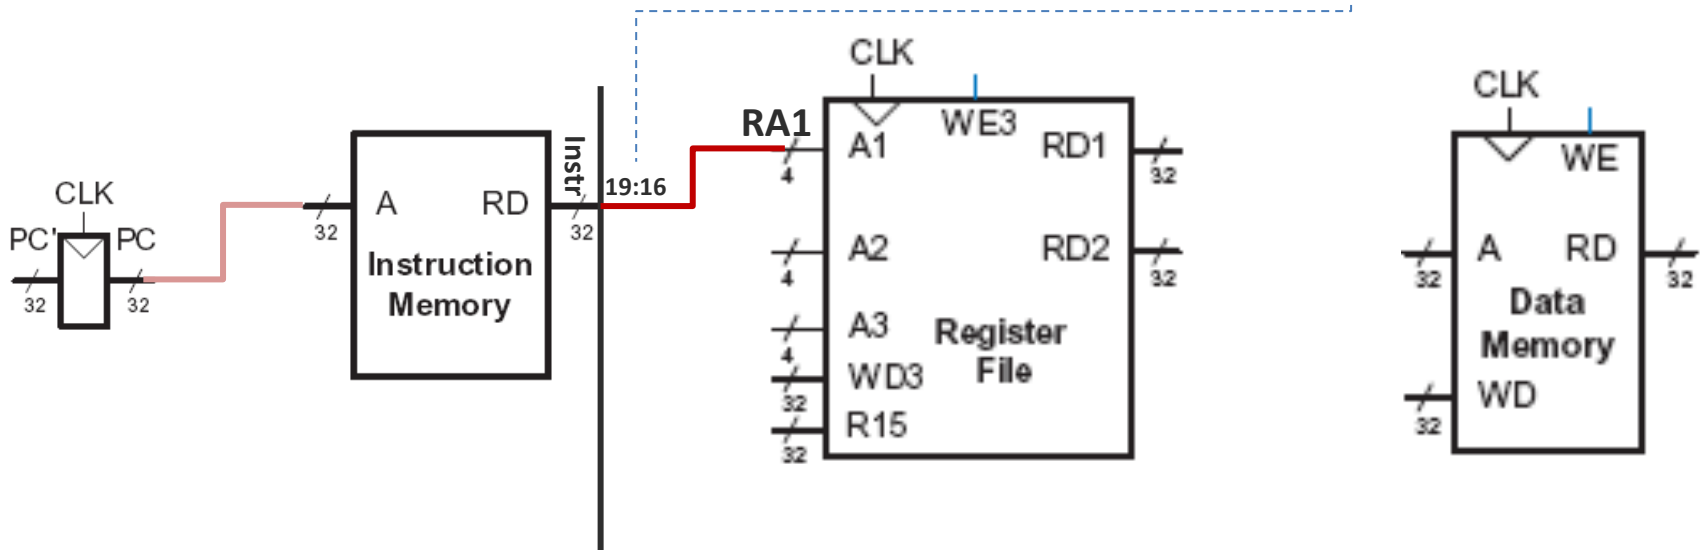 CLK
PC'
PC
32
32
A
RD
32
Instruction
Memory
Instr
32
19:16
RA1
CLK
WE3
A1
4
RD1
32
A2
4
RD2
32
A3
4
WD3
32
R15
32
Register
File
CLK
WE
A
32
RD
32
Data
Memory
WD
32